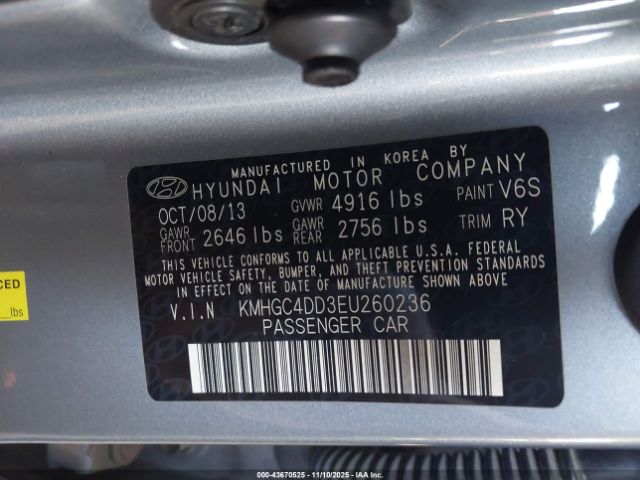 MANUFACTURED IN KOREA BY
HYUNDAI MOTOR COMPANY
OCT/08/13 GVWR 4916 lbs PAINT V6S
GAWR FRONT 2646 lbs GAWR REAR 2756 lbs TRIM RY
THIS VEHICLE CONFORMS TO ALL APPLICABLE U.S.A. FEDERAL
MOTOR VEHICLE SAFETY, BUMPER, AND THEFT PREVENTION STANDARDS
IN EFFECT ON THE DATE OF MANUFACTURE SHOWN ABOVE
V.I.N KMHGC4DD3EU260236
PASSENGER CAR
CED
lbs
000-43670525 - 11/10/2025 - IAA Inc.